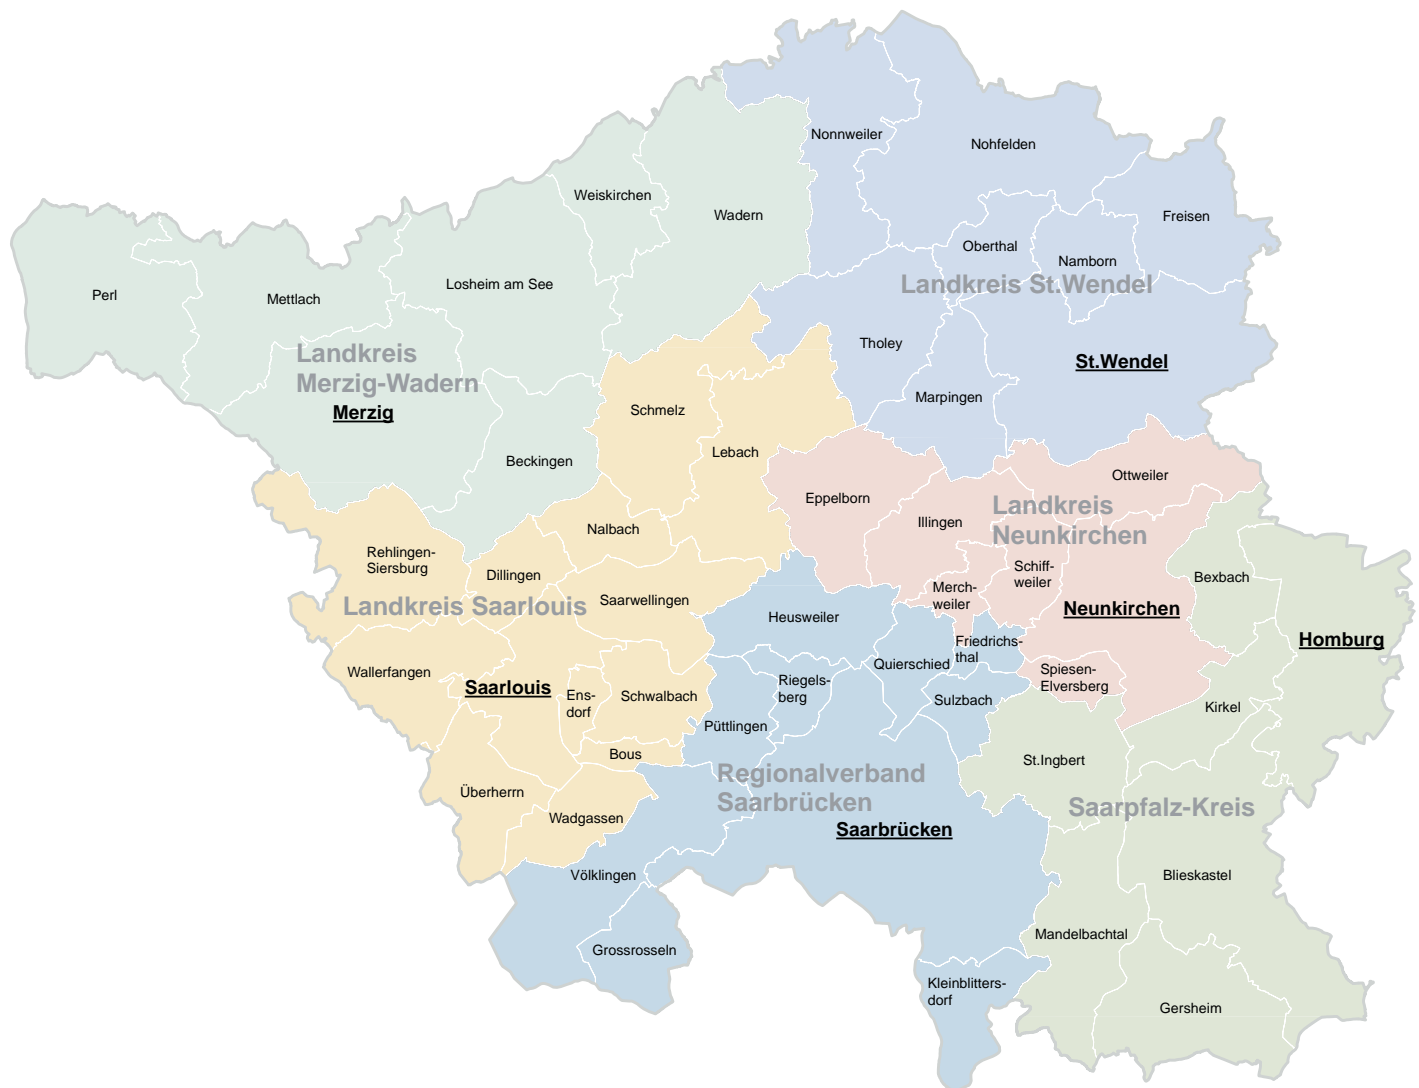 Nonnweiler
Nohfelden
Weiskirchen
Wadern
Freisen
Oberthal
Namborn
Perl
Mettlach
Losheim am See
Landkreis St.Wendel
Landkreis
Merzig-Wadern
Merzig
Tholey
St.Wendel
Marpingen
Schmelz
Lebach
Beckingen
Ottweiler
Eppelborn
Illingen
Landkreis
Neunkirchen
Nalbach
Rehlingen-
Siersburg
Dillingen
Schiff-
weiler
Bexbach
Merch-
weiler
Landkreis Saarlouis
Saarwellingen
Heusweiler
Neunkirchen
Homburg
Friedrichs-
thal
Quierschied
Wallerfangen
Saarlouis
Ens-
dorf
Schwalbach
Riegels-
berg
Spiesen-
Elversberg
Sulzbach
Kirkel
Püttlingen
Bous
St.Ingbert
Regionalverband
Saarbrücken
Überherrn
Saarpfalz-Kreis
Wadgassen
Saarbrücken
Völklingen
Blieskastel
Mandelbachtal
Grossrosseln
Kleinblitters-
dorf
Gersheim